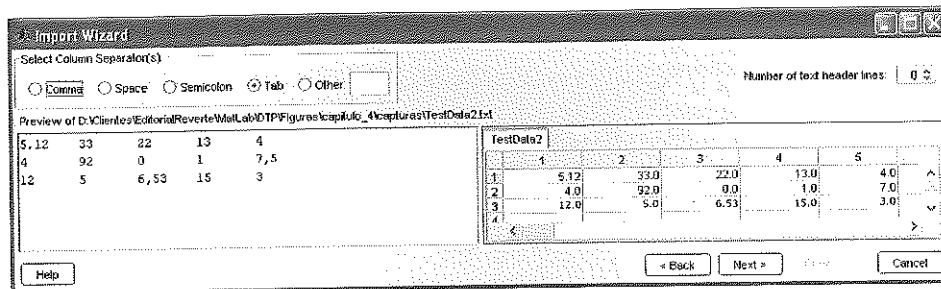 Import Wizard
Select Column Separator(s)
Comma Space Semicolon Tab Other
Number of text header lines: 0
Preview of D:\Clientes\EditorialReverte\MatLab\DTP\Figuras\capitulo_4\capturas\TestData2.txt
5.12 33 22 13 4
4 92 0 1 7,5
12 5 6,53 15 3
TestData2
1 2 3 4 5
1 5.12 33.0 22.0 13.0 4.0
2 4.0 92.0 0.0 1.0 7.0
3 12.0 5.0 6.53 15.0 3.0
4
Help
< Back Next > Cancel